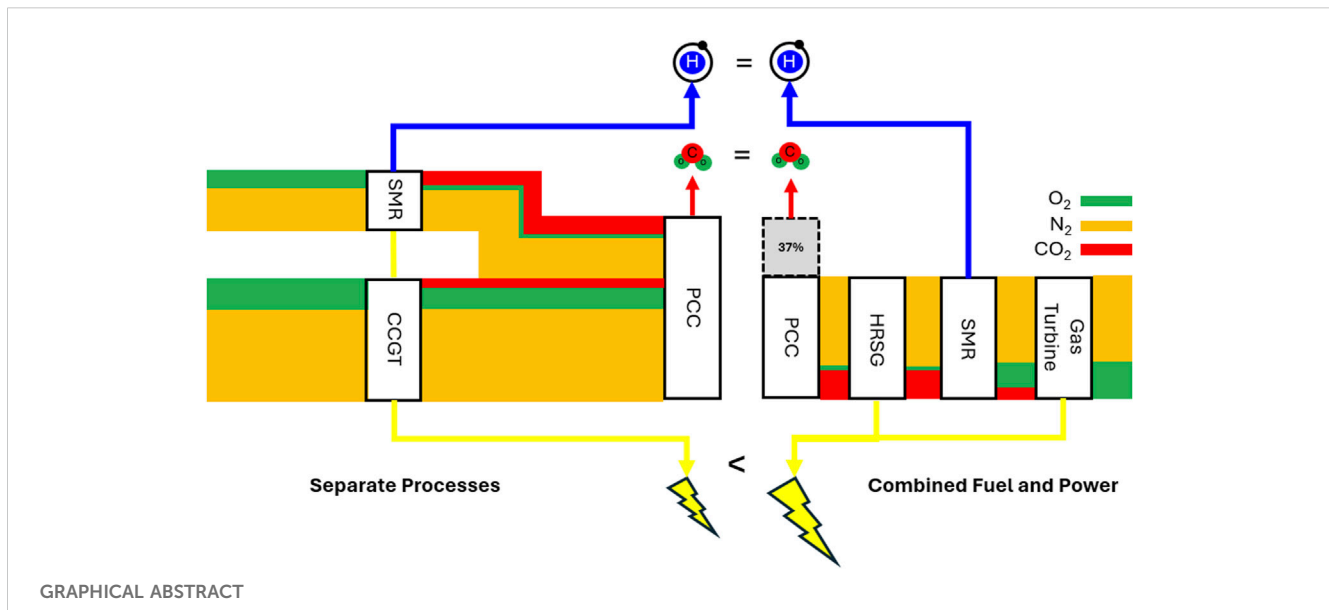 H = H
C = C
O O O O
SMR
CCGT
PCC
37%
PCC
HRSG
SMR
Gas
Turbine
O₂
N₂
CO₂
<
Separate Processes
Combined Fuel and Power
GRAPHICAL ABSTRACT